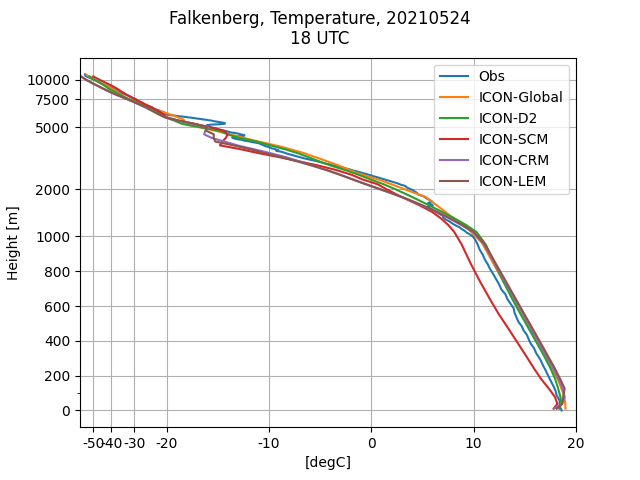 Falkenberg, Temperature, 20210524
18 UTC
Obs
ICON-Global
ICON-D2
ICON-SCM
ICON-CRM
ICON-LEM
10000
7500
5000
2000
1000
800
600
400
200
0
Height [m]
-50 -40 -30 -20 -10 0 10 20
[degC]